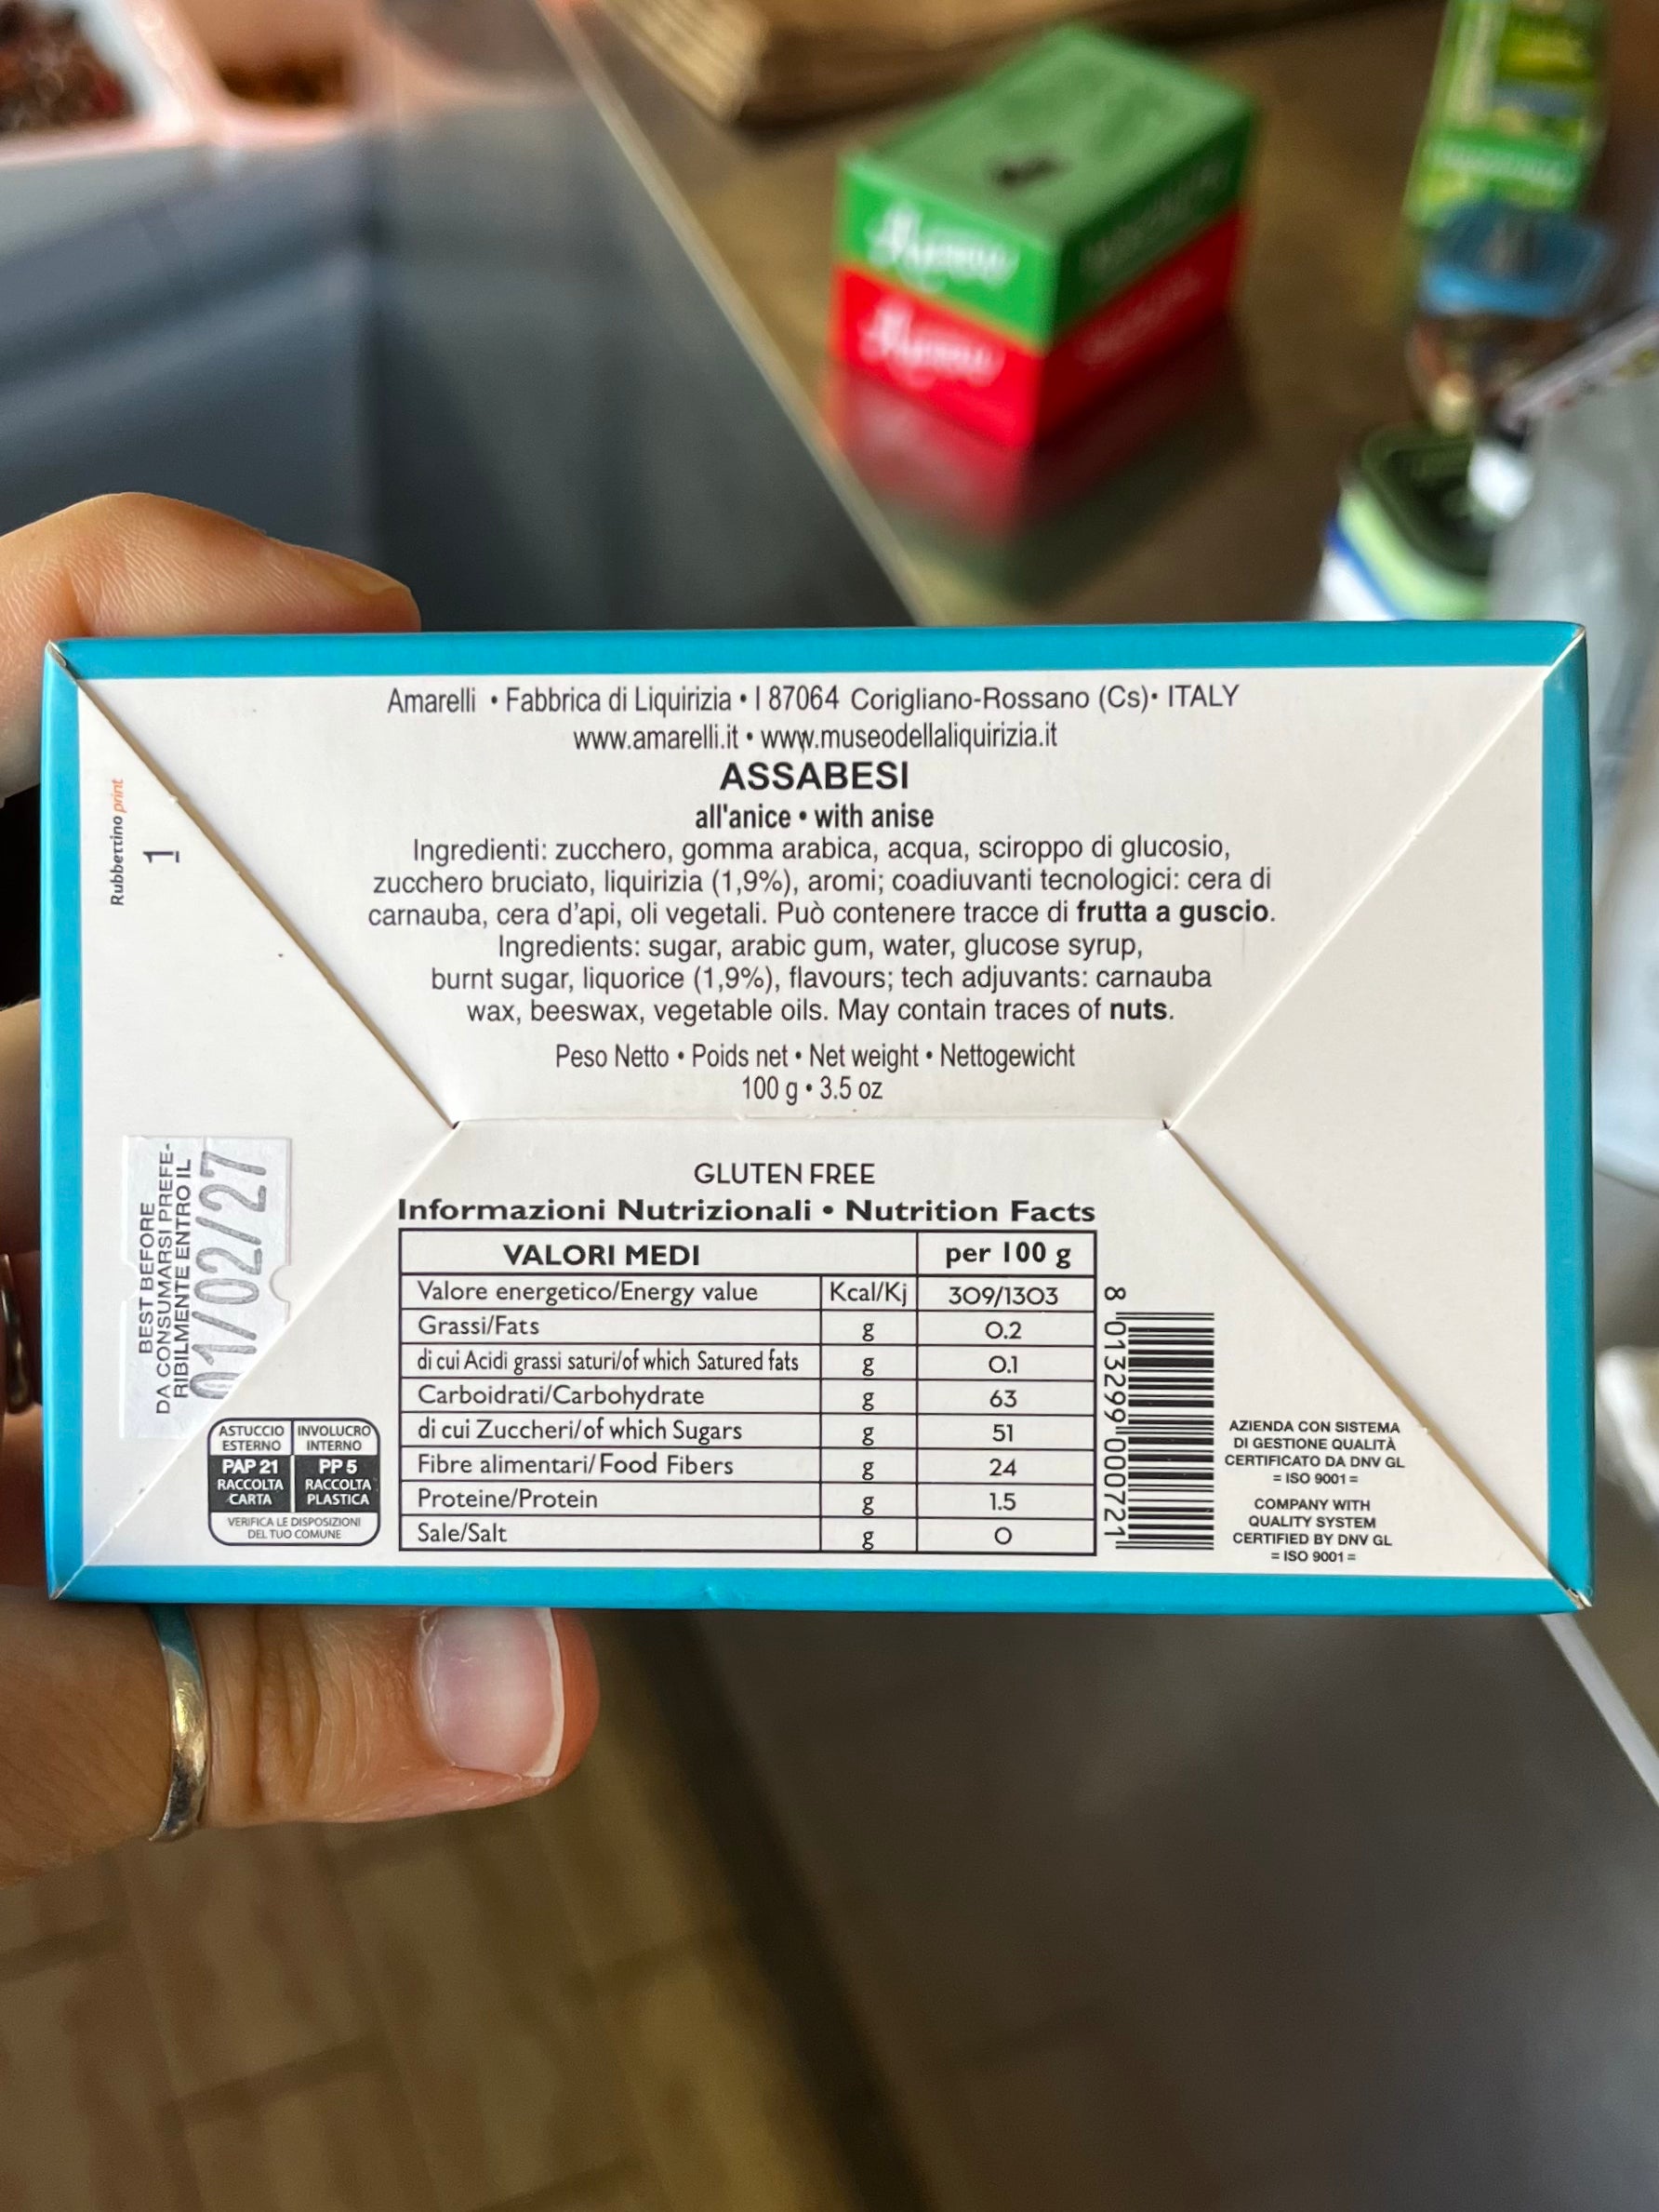 Amarelli • Fabbrica di Liquirizia • I 87064 Corigliano-Rossano (Cs)• ITALY
www.amarelli.it • www.museodellaliquirizia.it
ASSABESI
all'anice • with anise
Ingredienti: zucchero, gomma arabica, acqua, sciroppo di glucosio,
zucchero bruciato, liquirizia (1,9%), aromi; coadiuvanti tecnologici: cera di
carnauba, cera d'api, oli vegetali. Può contenere tracce di frutta a guscio.
Ingredients: sugar, arabic gum, water, glucose syrup,
burnt sugar, liquorice (1,9%), flavours; tech adjuvants: carnauba
wax, beeswax, vegetable oils. May contain traces of nuts.
Peso Netto • Poids net • Net weight • Nettogewicht
100 g • 3.5 oz
Rubbettino print
1
BEST BEFORE
DA CONSUMARSI PREFE-
RIBILMENTE ENTRO IL
01/02/27
GLUTEN FREE
Informazioni Nutrizionali • Nutrition Facts
VALORI MEDI per 100 g
Valore energetico/Energy value Kcal/Kj 309/1303
Grassi/Fats g 0.2
di cui Acidi grassi saturi/of which Satured fats g 0.1
Carboidrati/Carbohydrate g 63
di cui Zuccheri/of which Sugars g 51
Fibre alimentari/Food Fibers g 24
Proteine/Protein g 1.5
Sale/Salt g 0
8 013299 000721
ASTUCCIO ESTERNO
INVOLUCRO INTERNO
PAP 21
PP 5
RACCOLTA CARTA
RACCOLTA PLASTICA
VERIFICA LE DISPOSIZIONI
DEL TUO COMUNE
AZIENDA CON SISTEMA
DI GESTIONE QUALITÀ
CERTIFICATO DA DNV GL
= ISO 9001 =
COMPANY WITH
QUALITY SYSTEM
CERTIFIED BY DNV GL
= ISO 9001 =